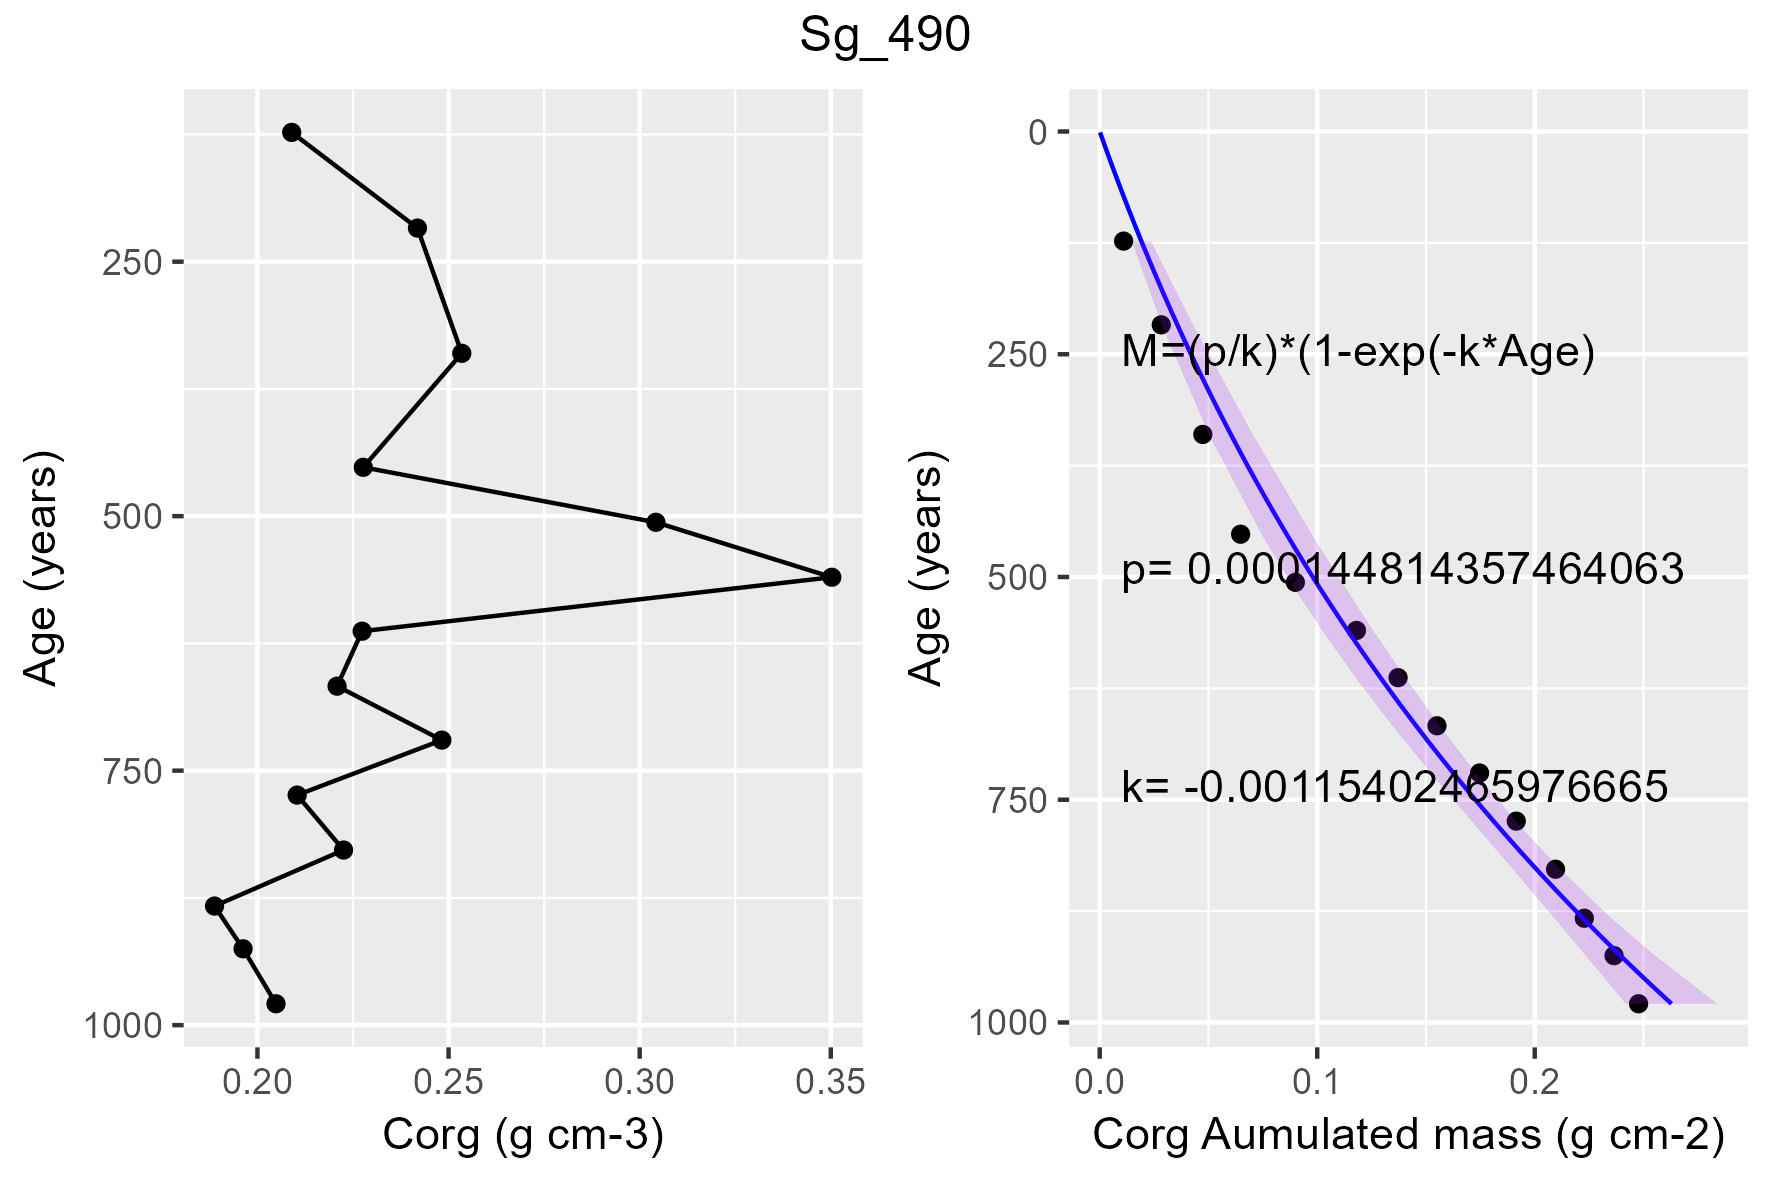 Sg_490
250
500
750
1000
0.20 0.25 0.30 0.35
Age (years)
Corg (g cm-3)
0
250
500
750
1000
0.0 0.1 0.2
Age (years)
Corg Aumulated mass (g cm-2)
M=(p/k)*(1-exp(-k*Age)
p= 0.000144814357464063
k= -0.00115402465976665